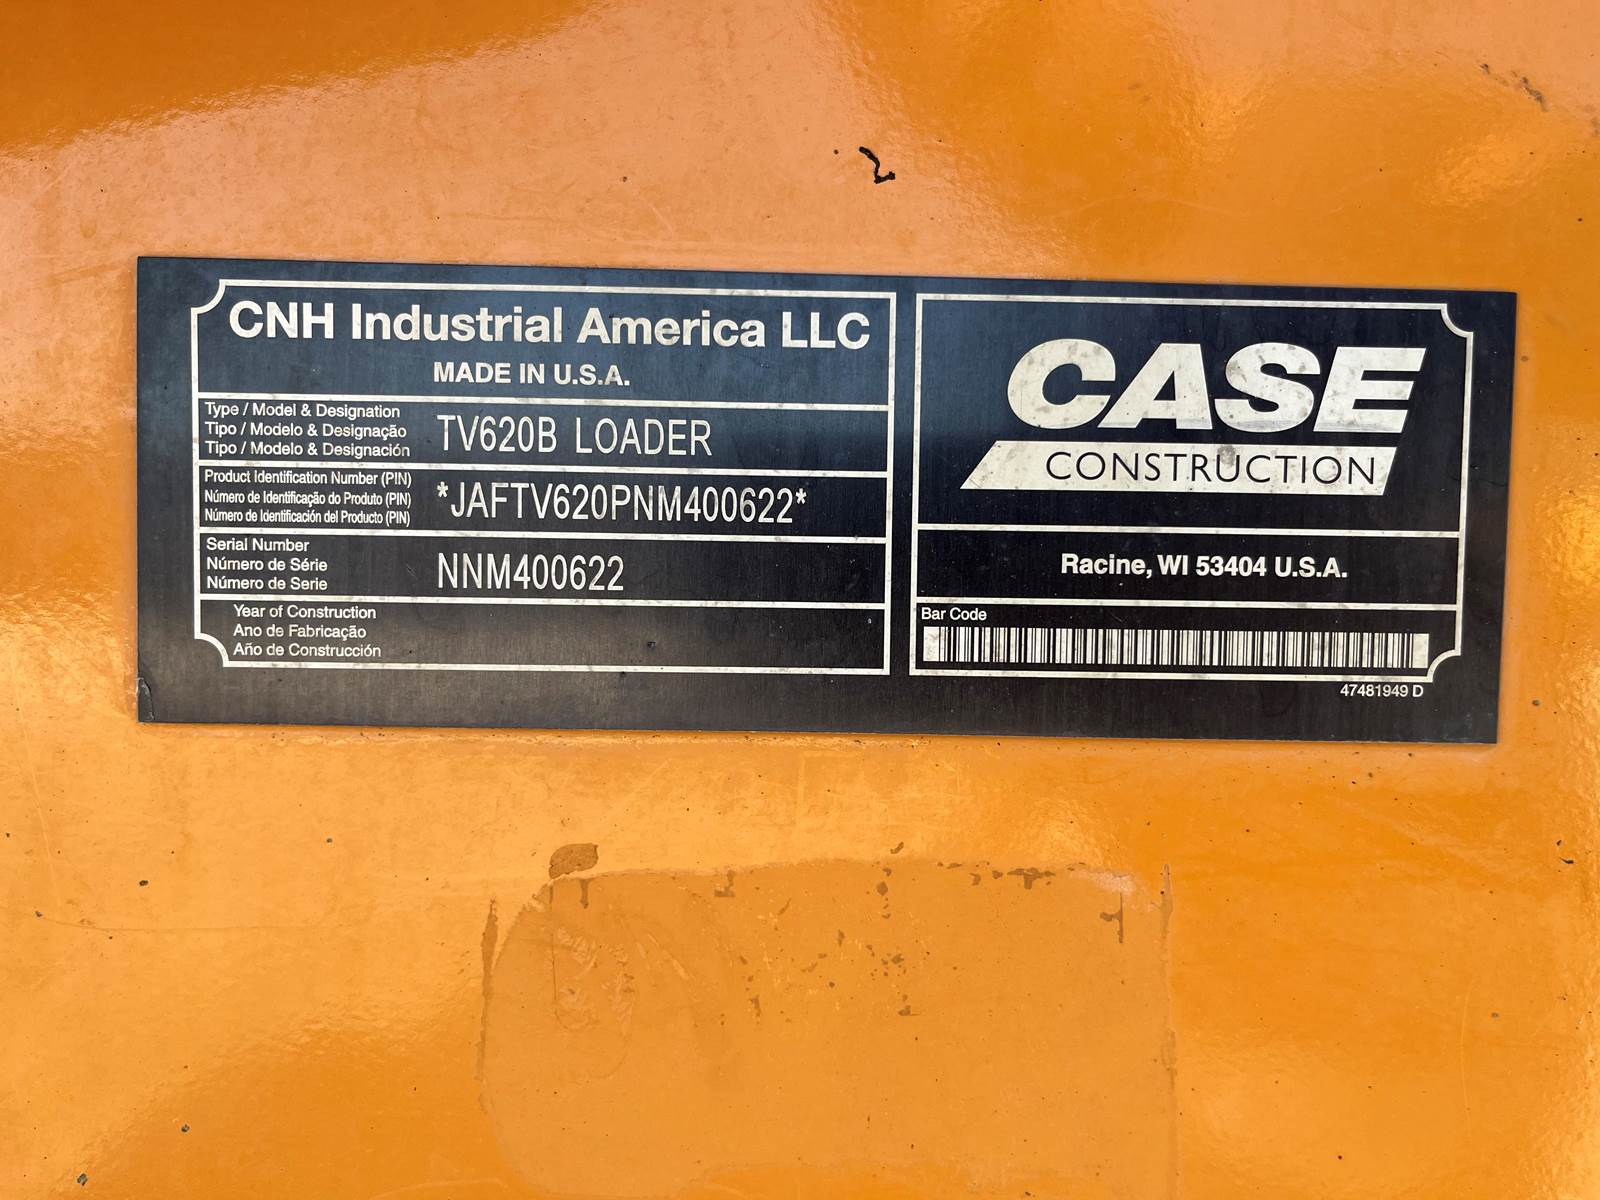 CNH Industrial America LLC
MADE IN U.S.A.
Type / Model & Designation
Tipo / Modelo & Designação
Tipo / Modelo & Designación
TV620B LOADER
Product Identification Number (PIN)
Número de Identificação do Produto (PIN)
Número de Identificación del Producto (PIN)
*JAFTV620PNM400622*
Serial Number
Número de Série
Número de Serie
NNM400622
Year of Construction
Ano de Fabricação
Año de Construcción
CASE
CONSTRUCTION
Racine, WI 53404 U.S.A.
Bar Code
47481949 D